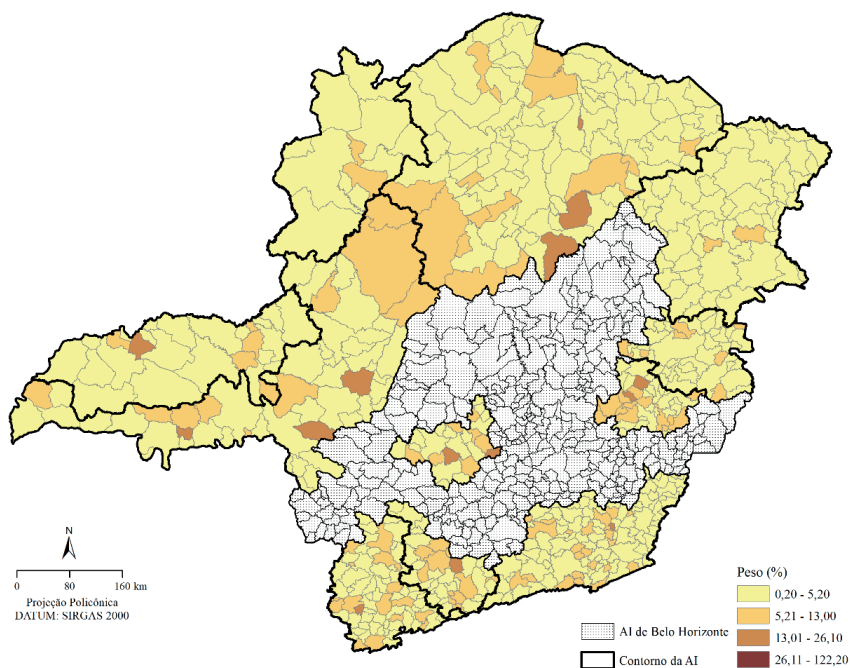 N
0 80 160 km
Projeção Policônica
DATUM: SIRGAS 2000
AI de Belo Horizonte
Contorno da AI
Peso (%)
0,20 - 5,20
5,21 - 13,00
13,01 - 26,10
26,11 - 122,20